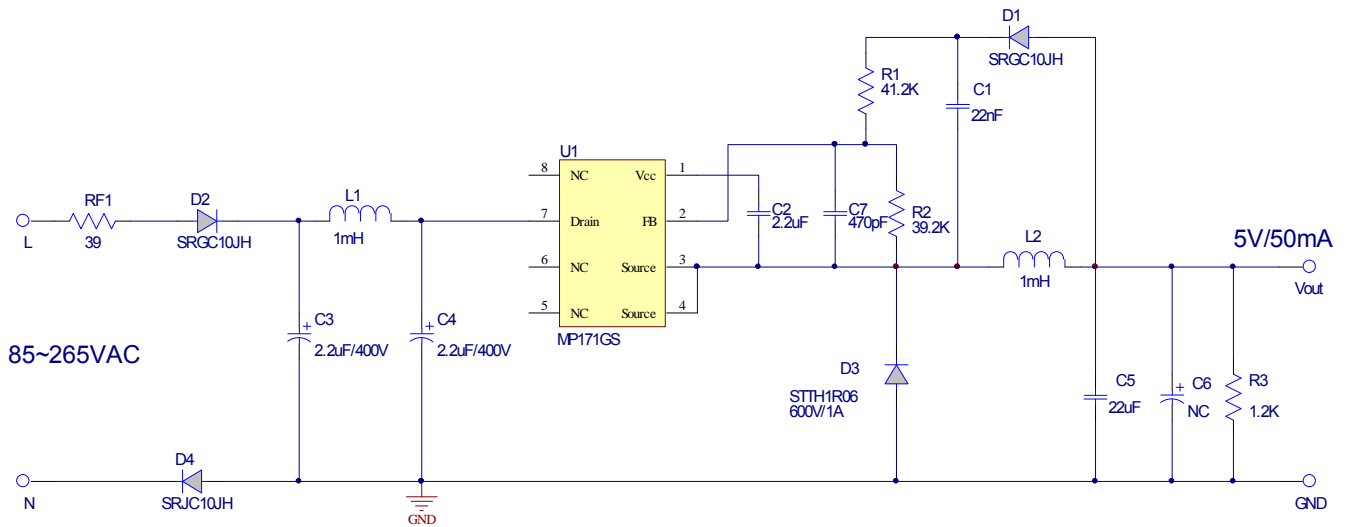 D1
SRGC10JH
R1
41.2K
C1
22nF
U1
8 NC Vcc 1
7 Drain FB 2
6 NC Source 3
5 NC Source 4
MP171GS
RF1
39
L
D2
SRGC10JH
L1
1mH
C2
2.2uF
C7
470pF
R2
39.2K
L2
1mH
5V/50mA
Vout
85~265VAC
C3
2.2uF/400V
C4
2.2uF/400V
D3
STTH1R06
600V/1A
C5
22uF
C6
NC
R3
1.2K
N
D4
SRJC10JH
GND
GND